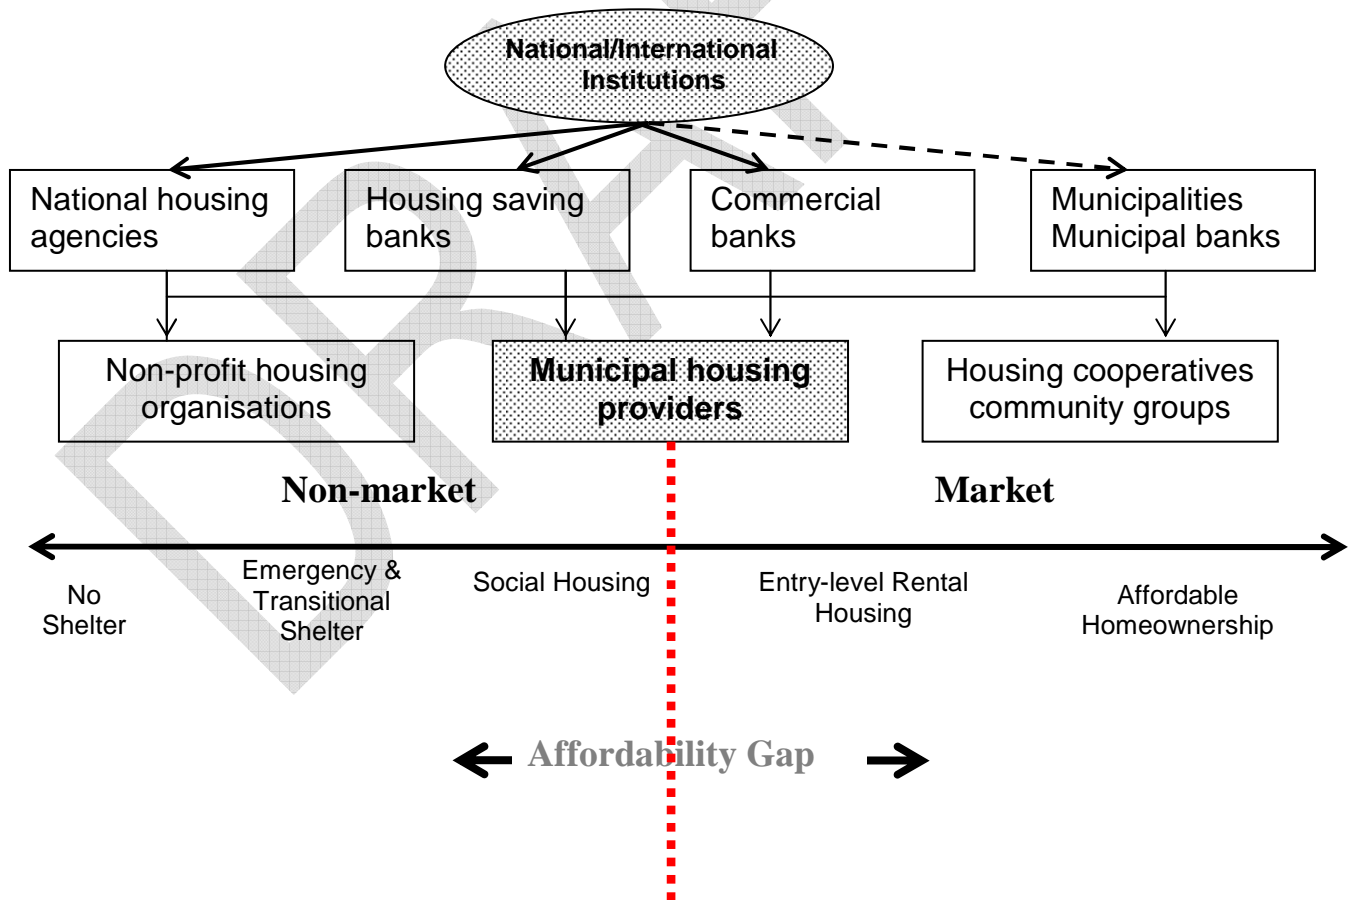 National/International
Institutions
National housing
agencies
Housing saving
banks
Commercial
banks
Municipalities
Municipal banks
Non-profit housing
organisations
Municipal housing
providers
Housing cooperatives
community groups
Non-market
Market
No
Shelter
Emergency &
Transitional
Shelter
Social Housing
Entry-level Rental
Housing
Affordable
Homeownership
Affordability Gap
DRA